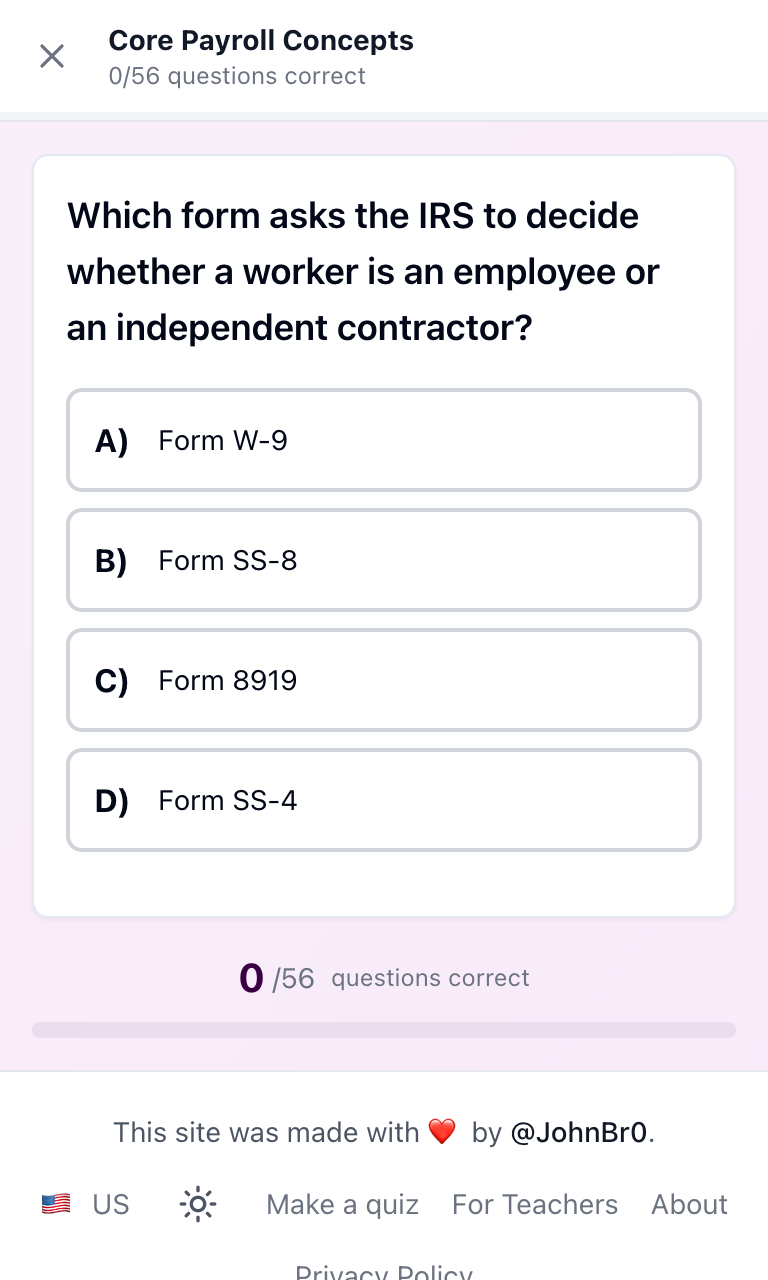 Core Payroll Concepts
0/56 questions correct
Which form asks the IRS to decide
whether a worker is an employee or
an independent contractor?
A) Form W-9
B) Form SS-8
C) Form 8919
D) Form SS-4
0 /56 questions correct
This site was made with ❤️ by @JohnBr0.
🇺🇸 US Make a quiz For Teachers About
Privacy Policy